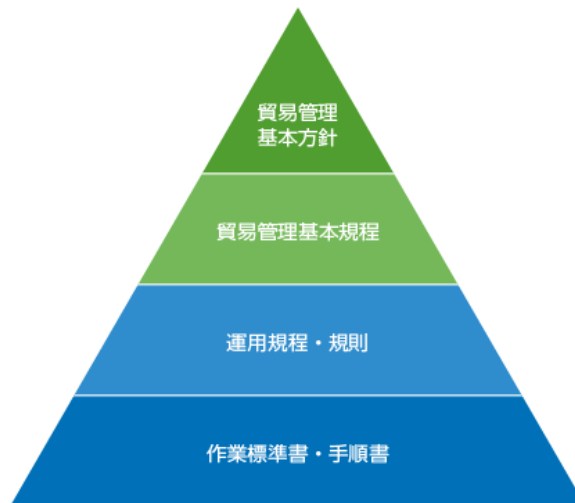 貿易管理
基本方針
貿易管理基本規程
運用規程・規則
作業標準書・手順書